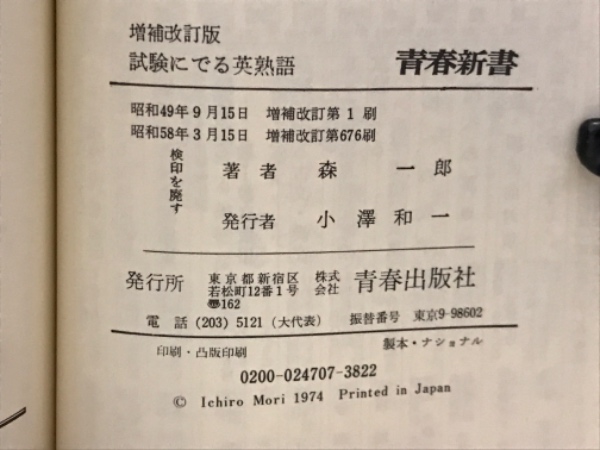 増補改訂版
試験にでる英熟語 青春新書
昭和49年9月15日 増補改訂第1刷
昭和58年3月15日 増補改訂第676刷
検印を廃す
著者 森 一郎
発行者 小澤和一
発行所 東京都新宿区 株式 青春出版社
若松町12番1号 会社
〠162
電話 (203) 5121 (大代表) 振替番号 東京9-98602
印刷・凸版印刷 製本・ナショナル
0200-024707-3822
© Ichiro Mori 1974 Printed in Japan